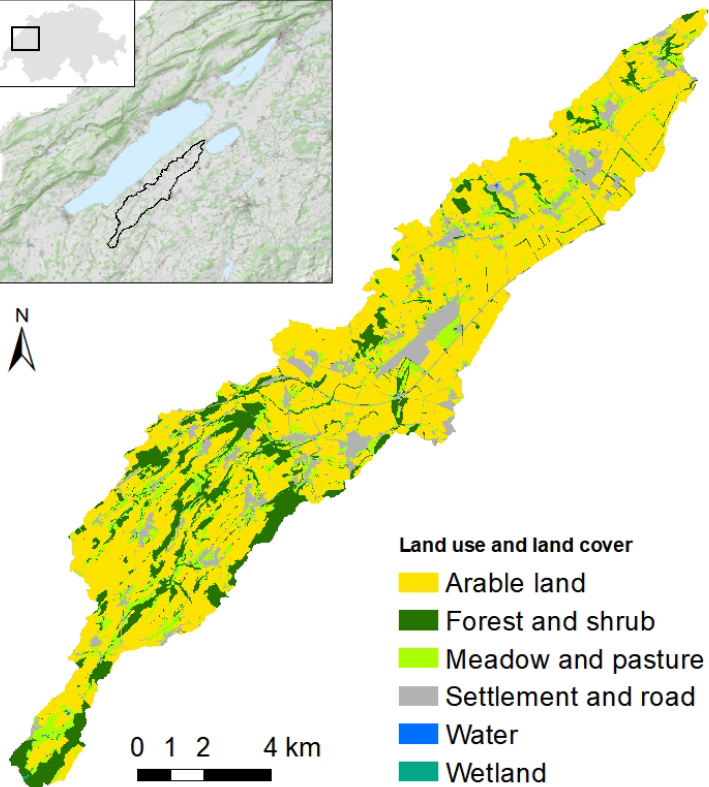 N
Land use and land cover
Arable land
Forest and shrub
Meadow and pasture
Settlement and road
Water
Wetland
0 1 2 4 km